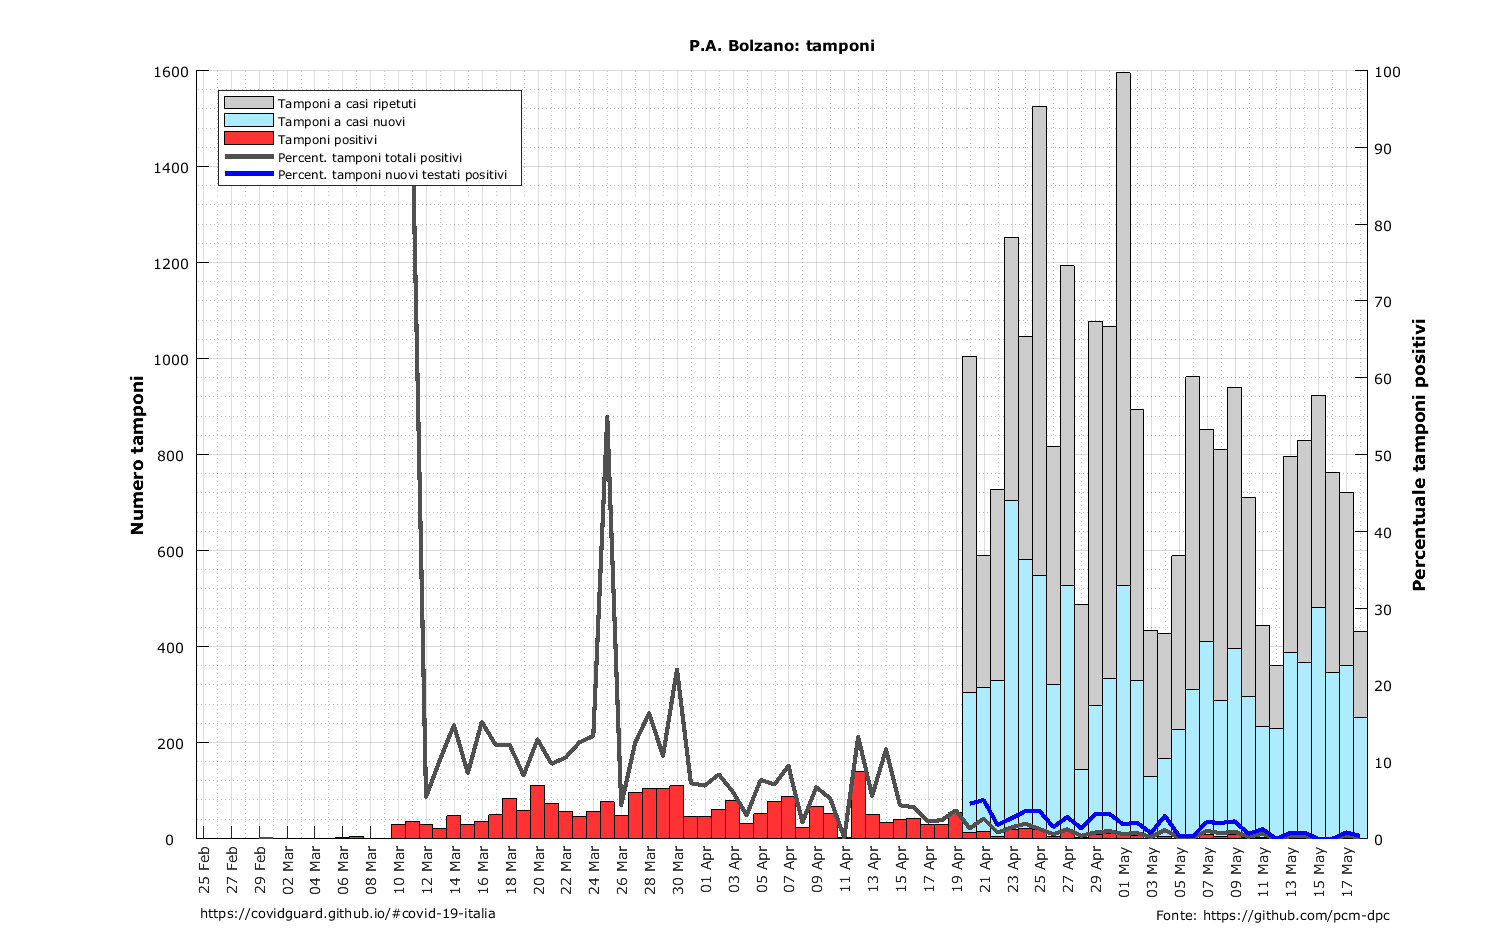 P.A. Bolzano: tamponi
Tamponi a casi ripetuti
Tamponi a casi nuovi
Tamponi positivi
Percent. tamponi totali positivi
Percent. tamponi nuovi testati positivi
Numero tamponi
1600
1400
1200
1000
800
600
400
200
0
Percentuale tamponi positivi
100
90
80
70
60
50
40
30
20
10
0
25 Feb
27 Feb
29 Feb
02 Mar
04 Mar
06 Mar
08 Mar
10 Mar
12 Mar
14 Mar
16 Mar
18 Mar
20 Mar
22 Mar
24 Mar
26 Mar
28 Mar
30 Mar
01 Apr
03 Apr
05 Apr
07 Apr
09 Apr
11 Apr
13 Apr
15 Apr
17 Apr
19 Apr
21 Apr
23 Apr
25 Apr
27 Apr
29 Apr
01 May
03 May
05 May
07 May
09 May
11 May
13 May
15 May
17 May
https://covidguard.github.io/#covid-19-italia
Fonte: https://github.com/pcm-dpc